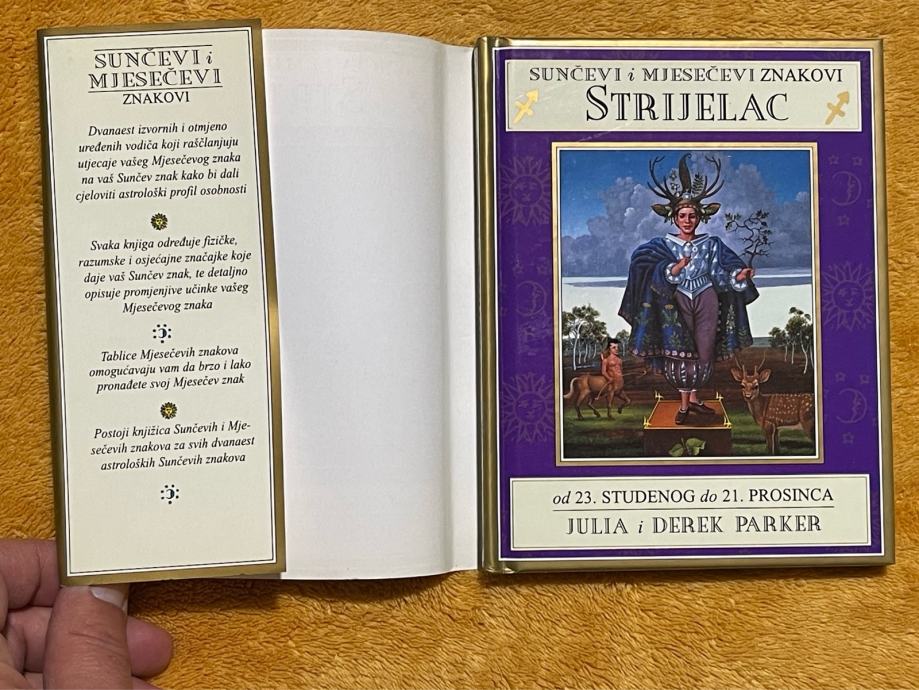 SUNČEVI i
MJESEČEVI
ZNAKOVI
Dvanaest izvornih i otmjeno
uređenih vodiča koji raščlanjuju
utjecaje vašeg Mjesečevog znaka
na vaš Sunčev znak kako bi dali
cjeloviti astrološki profil osobnosti
Svaka knjiga određuje fizičke,
razumske i osjećajne značajke koje
daje vaš Sunčev znak, te detaljno
opisuje promjenjive učinke vašeg
Mjesečevog znaka
Tablice Mjesečevih znakova
omogućavaju vam da brzo i lako
pronađete svoj Mjesečev znak
Postoji knjižica Sunčevih i Mje-
sečevih znakova za svih dvanaest
astroloških Sunčevih znakova
SUNČEVI i MJESEČEVI ZNAKOVI
STRIJELAC
od 23. STUDENOG do 21. PROSINCA
JULIA i DEREK PARKER